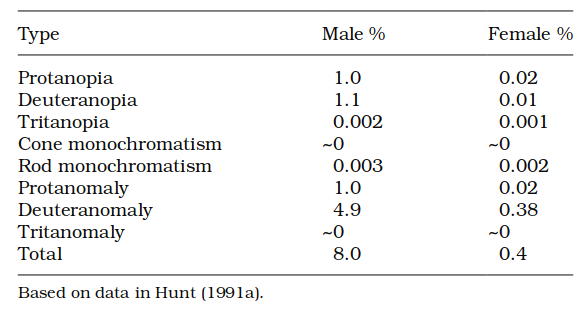 Type Male % Female %
Protanopia 1.0 0.02
Deuteranopia 1.1 0.01
Tritanopia 0.002 0.001
Cone monochromatism ~0 ~0
Rod monochromatism 0.003 0.002
Protanomaly 1.0 0.02
Deuteranomaly 4.9 0.38
Tritanomaly ~0 ~0
Total 8.0 0.4
Based on data in Hunt (1991a).